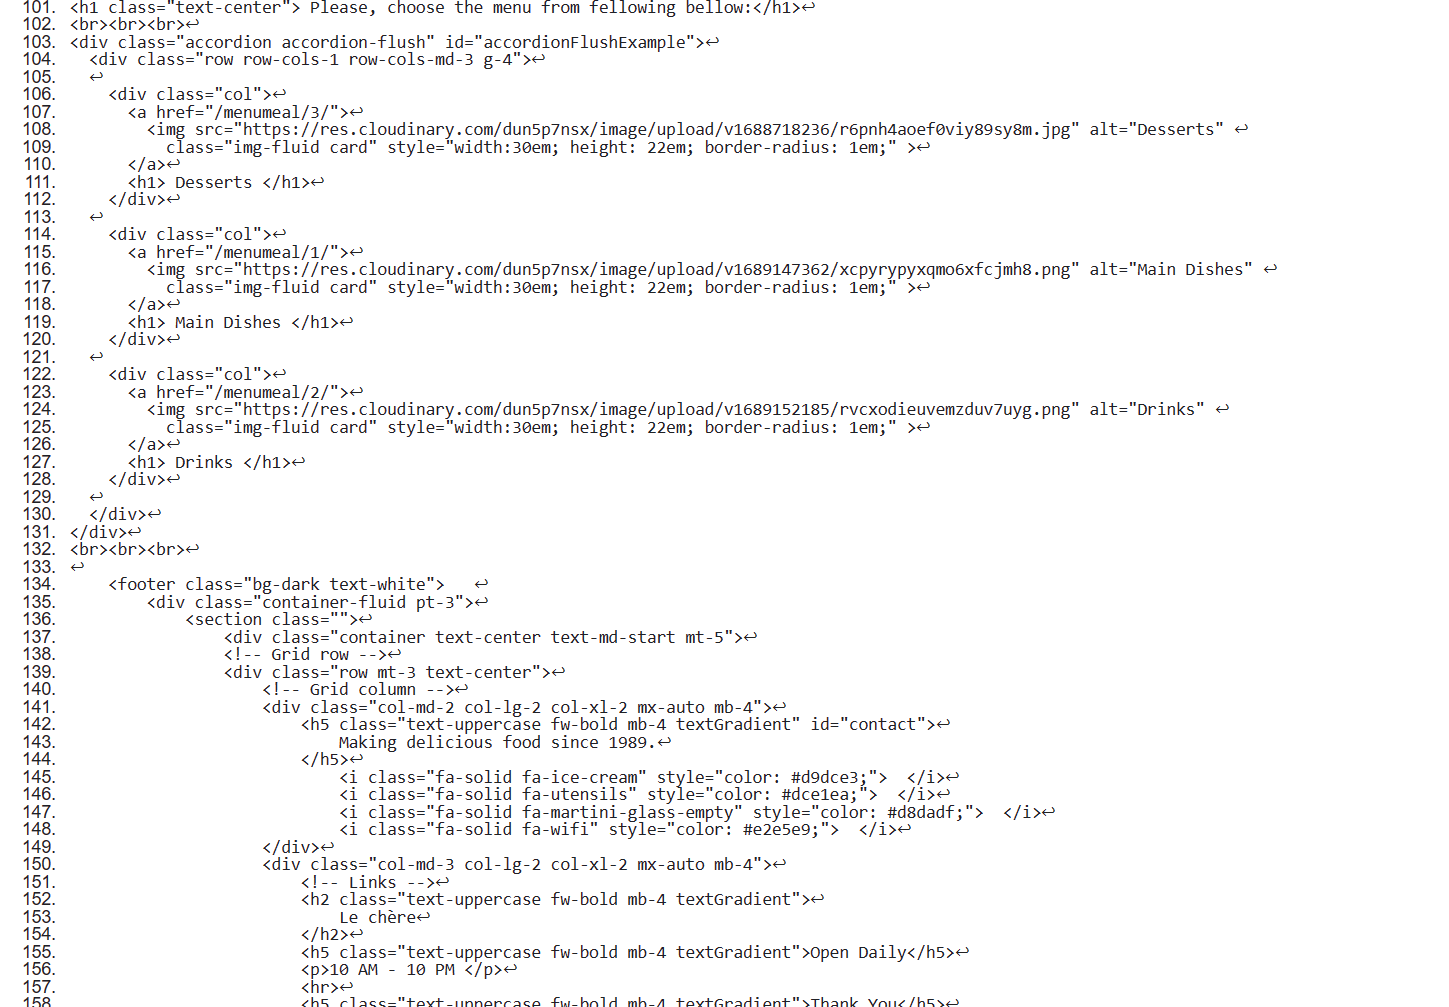 101. <h1 class="text-center"> Please, choose the menu from fellowing bellow:</h1>↩
102. <br><br><br>↩
103. <div class="accordion accordion-flush" id="accordionFlushExample">↩
104. <div class="row row-cols-1 row-cols-md-3 g-4">↩
105. ↩
106. <div class="col">↩
107. <a href="/menumeal/3/">↩
108. <img src="https://res.cloudinary.com/dun5p7nsx/image/upload/v1688718236/r6pnh4aoef0viy89sy8m.jpg" alt="Desserts" ↩
109. class="img-fluid card" style="width:30em; height: 22em; border-radius: 1em;" >↩
110. </a>↩
111. <h1> Desserts </h1>↩
112. </div>↩
113. ↩
114. <div class="col">↩
115. <a href="/menumeal/1/">↩
116. <img src="https://res.cloudinary.com/dun5p7nsx/image/upload/v1689147362/xcpyrypyxqmo6xfcjmh8.png" alt="Main Dishes" ↩
117. class="img-fluid card" style="width:30em; height: 22em; border-radius: 1em;" >↩
118. </a>↩
119. <h1> Main Dishes </h1>↩
120. </div>↩
121. ↩
122. <div class="col">↩
123. <a href="/menumeal/2/">↩
124. <img src="https://res.cloudinary.com/dun5p7nsx/image/upload/v1689152185/rvcxodieuvemzduv7uyg.png" alt="Drinks" ↩
125. class="img-fluid card" style="width:30em; height: 22em; border-radius: 1em;" >↩
126. </a>↩
127. <h1> Drinks </h1>↩
128. </div>↩
129. ↩
130. </div>↩
131. </div>↩
132. <br><br><br>↩
133. ↩
134. <footer class="bg-dark text-white"> ↩
135. <div class="container-fluid pt-3">↩
136. <section class="">↩
137. <div class="container text-center text-md-start mt-5">↩
138. <!-- Grid row -->↩
139. <div class="row mt-3 text-center">↩
140. <!-- Grid column -->↩
141. <div class="col-md-2 col-lg-2 col-xl-2 mx-auto mb-4">↩
142. <h5 class="text-uppercase fw-bold mb-4 textGradient" id="contact">↩
143. Making delicious food since 1989.↩
144. </h5>↩
145. <i class="fa-solid fa-ice-cream" style="color: #d9dce3;"> </i>↩
146. <i class="fa-solid fa-utensils" style="color: #dce1ea;"> </i>↩
147. <i class="fa-solid fa-martini-glass-empty" style="color: #d8dadf;"> </i>↩
148. <i class="fa-solid fa-wifi" style="color: #e2e5e9;"> </i>↩
149. </div>↩
150. <div class="col-md-3 col-lg-2 col-xl-2 mx-auto mb-4">↩
151. <!-- Links -->↩
152. <h2 class="text-uppercase fw-bold mb-4 textGradient">↩
153. Le chère↩
154. </h2>↩
155. <h5 class="text-uppercase fw-bold mb-4 textGradient">Open Daily</h5>↩
156. <p>10 AM - 10 PM </p>↩
157. <hr>↩
158. <h5 class="text-uppercase fw-bold mb-4 textGradient">Thank You</h5>↩